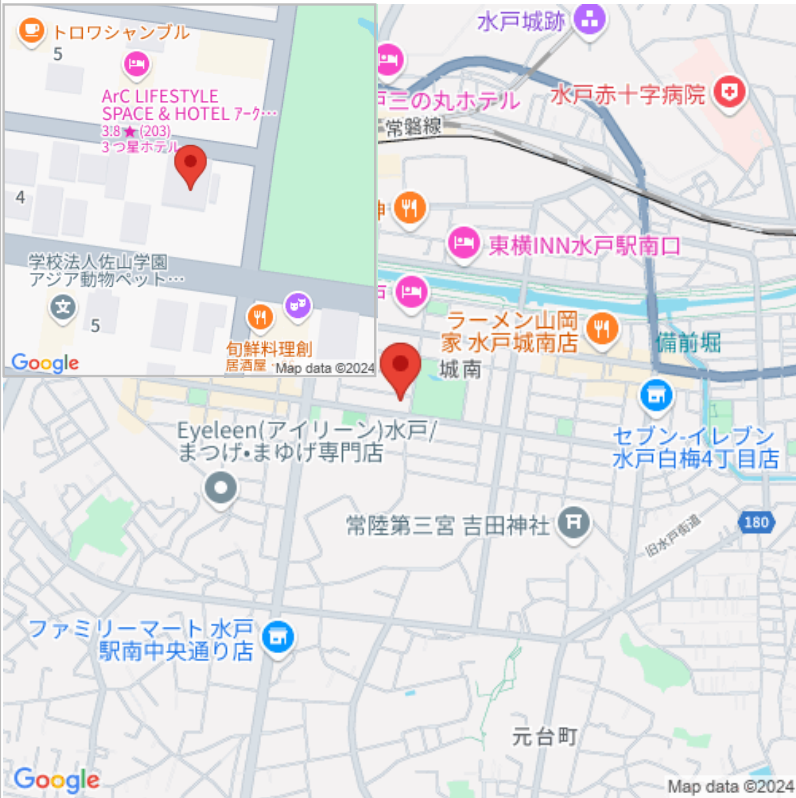 トロワシャンブル
5
ArC LIFESTYLE
SPACE & HOTEL アーク…
3.8★(203)
3つ星ホテル
4
学校法人佐山学園
アジア動物ペット…
5
旬鮮料理創
居酒屋
Google
Map data ©2024
水戸城跡
三の丸ホテル
水戸赤十字病院
常磐線
東横INN水戸駅南口
ラーメン山岡
家 水戸城南店
備前堀
城南
セブン-イレブン
水戸白梅4丁目店
Eyeleen(アイリーン)水戸/
まつげ・まゆげ専門店
常陸第三宮 吉田神社
180
旧水戸街道
ファミリーマート 水戸
駅南中央通り店
元台町
Google
Map data ©2024